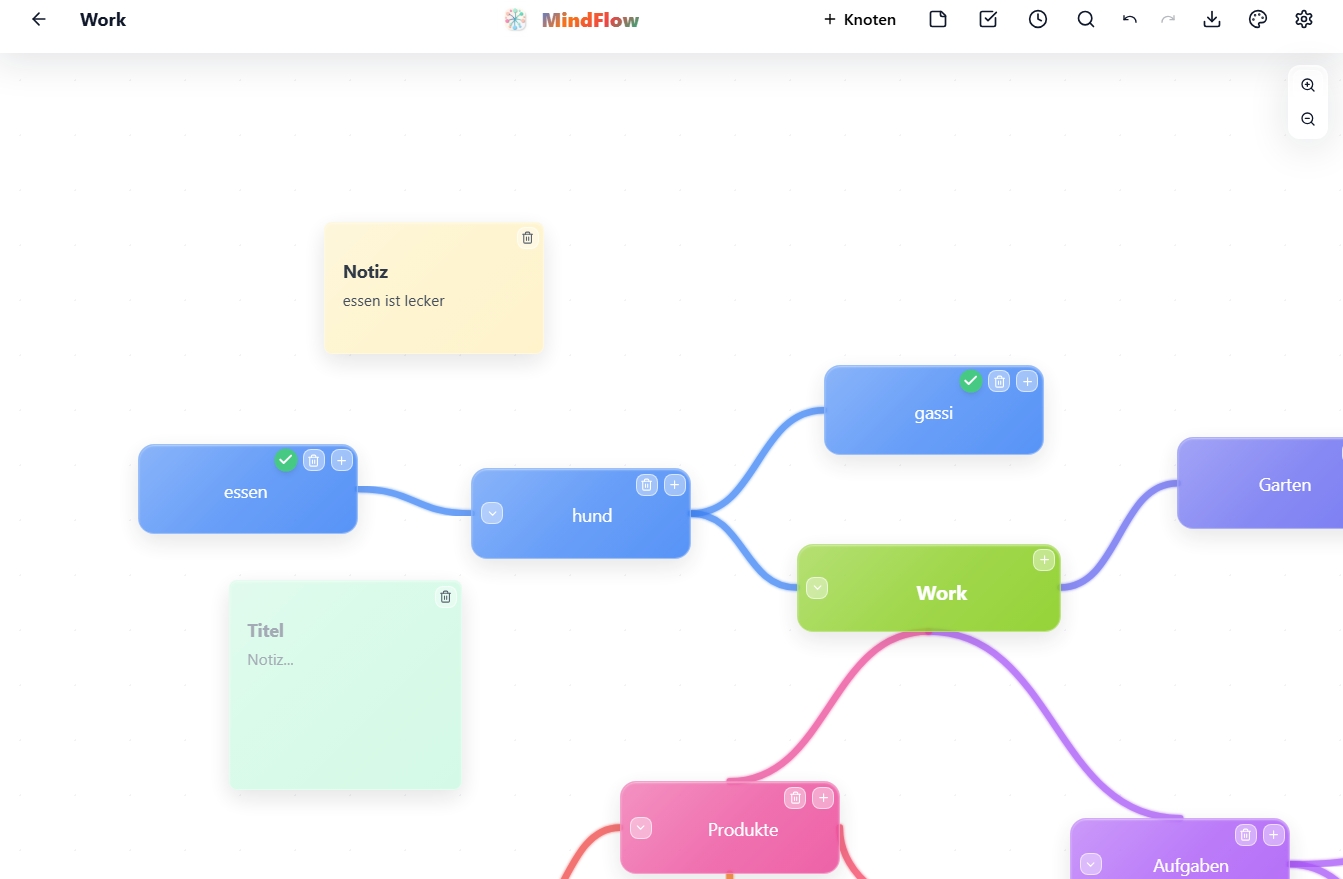 Work
MindFlow
+ Knoten
Notiz
essen ist lecker
gassi
essen
hund
Garten
Work
Titel
Notiz...
Produkte
Aufgaben